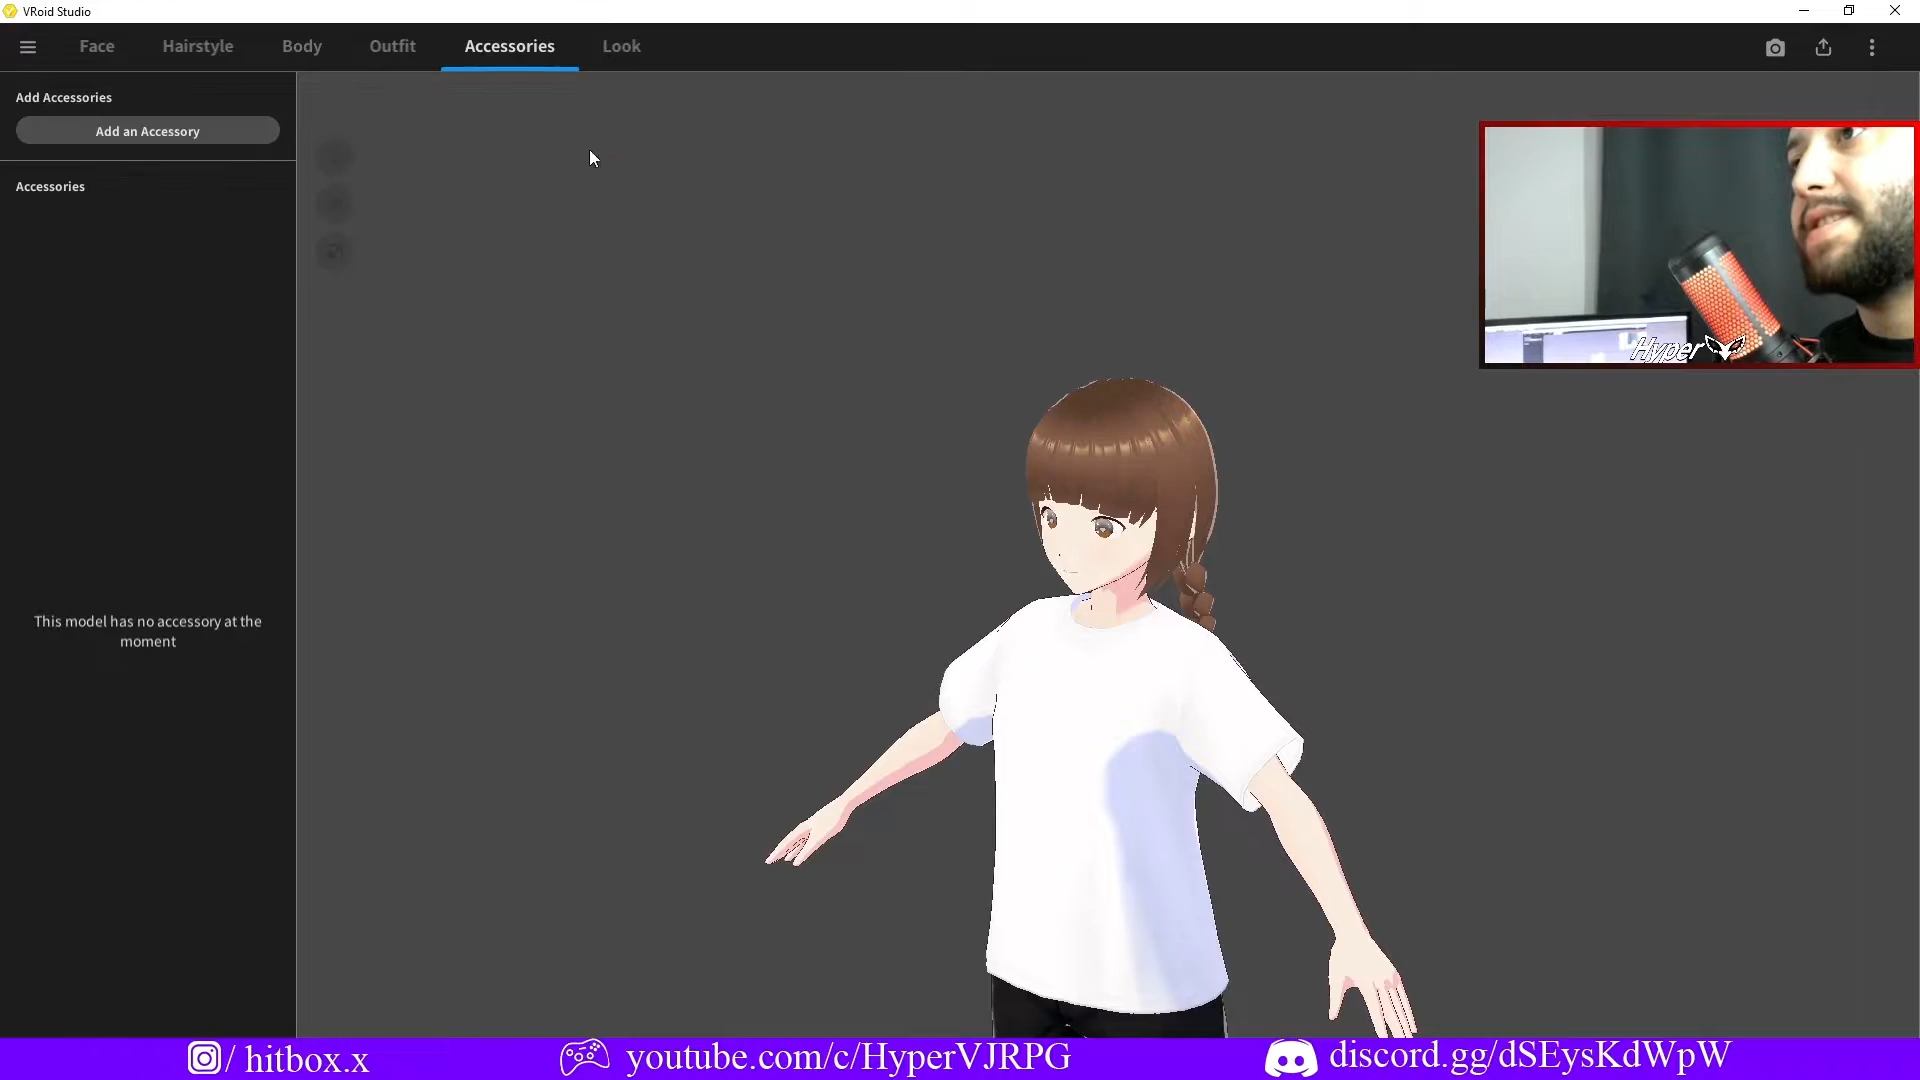 VRoid Studio
Face Hairstyle Body Outfit Accessories Look
Add Accessories
Add an Accessory
Accessories
This model has no accessory at the
moment
Hyper
/ hitbox.x youtube.com/c/HyperVJRPG discord.gg/dSEysKdWpW